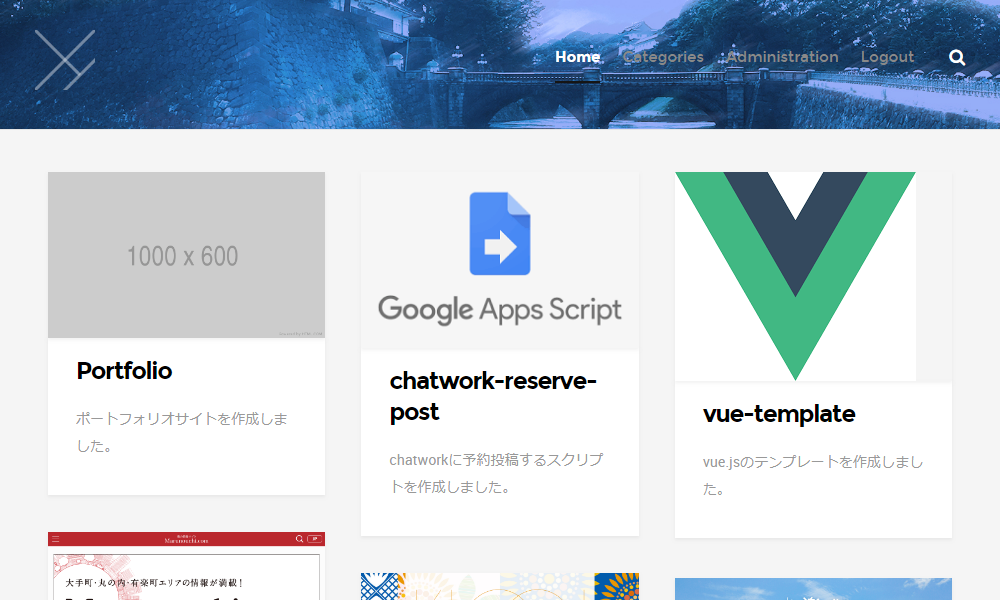 Home Categories Administration Logout
1000 x 600
Portfolio
ポートフォリオサイトを作成しま
した。
Google Apps Script
chatwork-reserve-
post
chatworkに予約投稿するスクリプ
トを作成しました。
vue-template
vue.jsのテンプレートを作成しまし
た。
Marunouchi.com
大手町・丸の内・有楽町エリアの情報が満載！